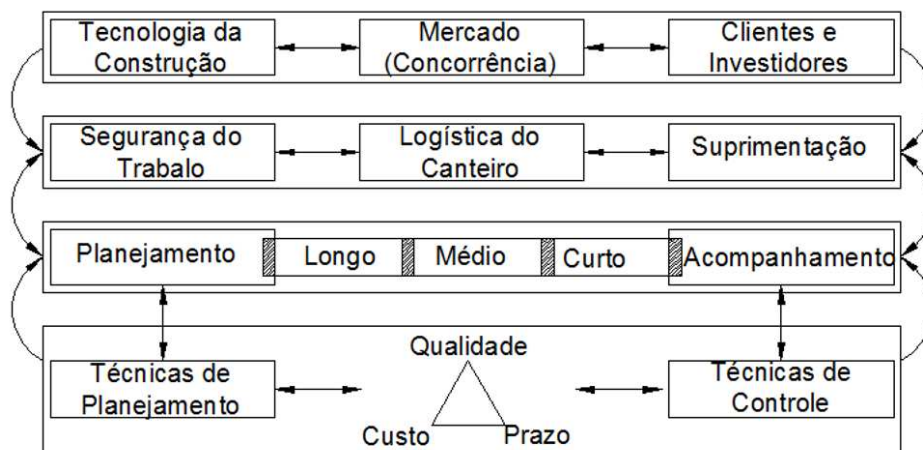 Tecnologia da
Construção
Mercado
(Concorrência)
Clientes e
Investidores
Segurança do
Trabalo
Logística do
Canteiro
Suprimentação
Planejamento
Longo
Médio
Curto
Acompanhamento
Técnicas de
Planejamento
Qualidade
Custo
Prazo
Técnicas de
Controle